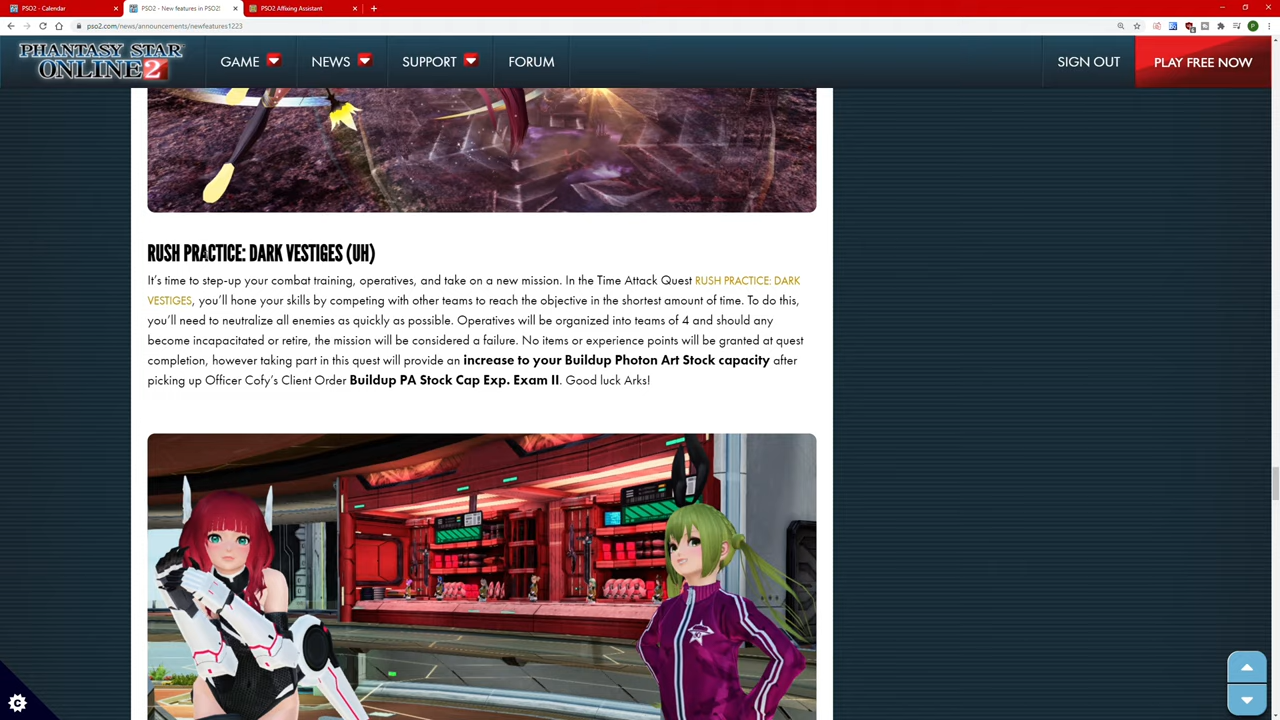 PSO2 - Calendar
PSO2 - New features in PSO2!
PSO2 Affixing Assistant
pso2.com/news/announcements/newfeatures1223
PHANTASY STAR
ONLINE 2
GAME
NEWS
SUPPORT
FORUM
SIGN OUT
PLAY FREE NOW
RUSH PRACTICE: DARK VESTIGES (UH)
It's time to step-up your combat training, operatives, and take on a new mission. In the Time Attack Quest RUSH PRACTICE: DARK
VESTIGES, you'll hone your skills by competing with other teams to reach the objective in the shortest amount of time. To do this,
you'll need to neutralize all enemies as quickly as possible. Operatives will be organized into teams of 4 and should any
become incapacitated or retire, the mission will be considered a failure. No items or experience points will be granted at quest
completion, however taking part in this quest will provide an increase to your Buildup Photon Art Stock capacity after
picking up Officer Cofy's Client Order Buildup PA Stock Cap Exp. Exam II. Good luck Arks!